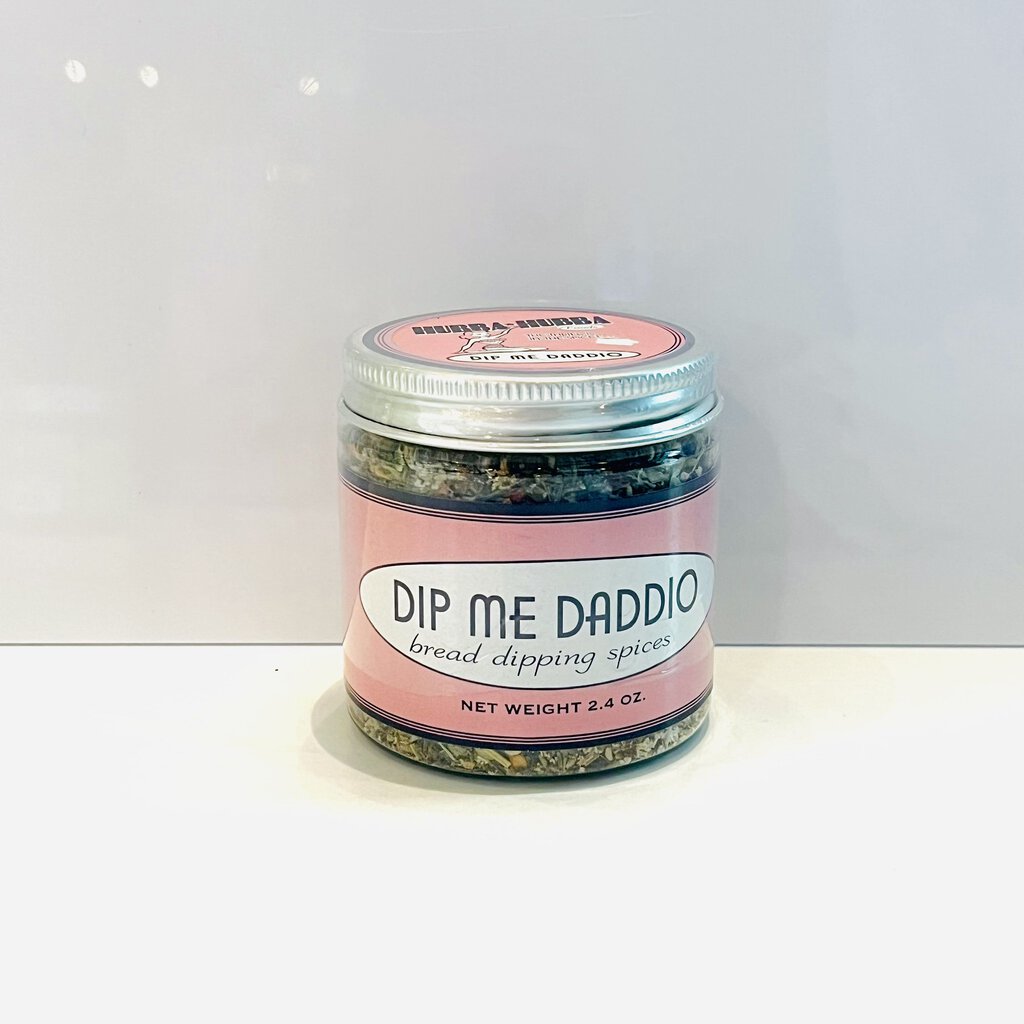 HUBBA-HUBBA
DIP ME DADDIO
DIP ME DADDIO
bread dipping spices
NET WEIGHT 2.4 OZ.